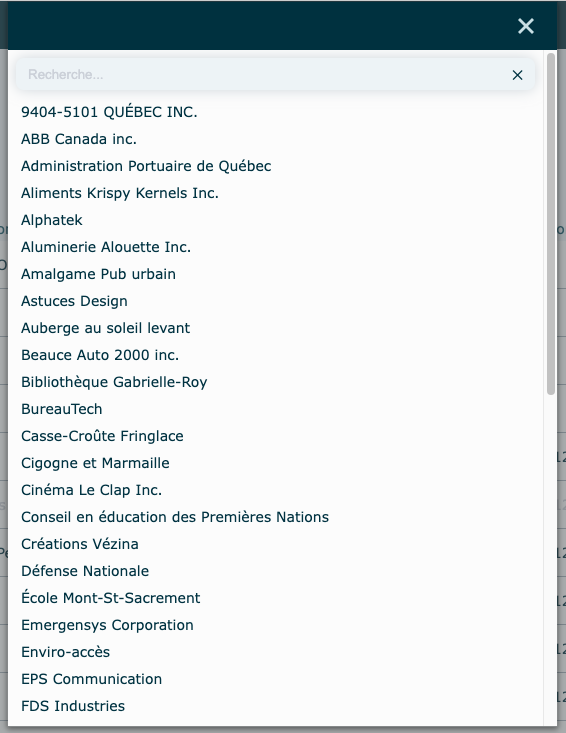 Recherche...
9404-5101 QUÉBEC INC.
ABB Canada inc.
Administration Portuaire de Québec
Aliments Krispy Kernels Inc.
Alphatek
Aluminerie Alouette Inc.
Amalgame Pub urbain
Astuces Design
Auberge au soleil levant
Beauce Auto 2000 inc.
Bibliothèque Gabrielle-Roy
BureauTech
Casse-Croûte Fringlace
Cigogne et Marmaille
Cinéma Le Clap Inc.
Conseil en éducation des Premières Nations
Créations Vézina
Défense Nationale
École Mont-St-Sacrement
Emergensys Corporation
Enviro-accès
EPS Communication
FDS Industries